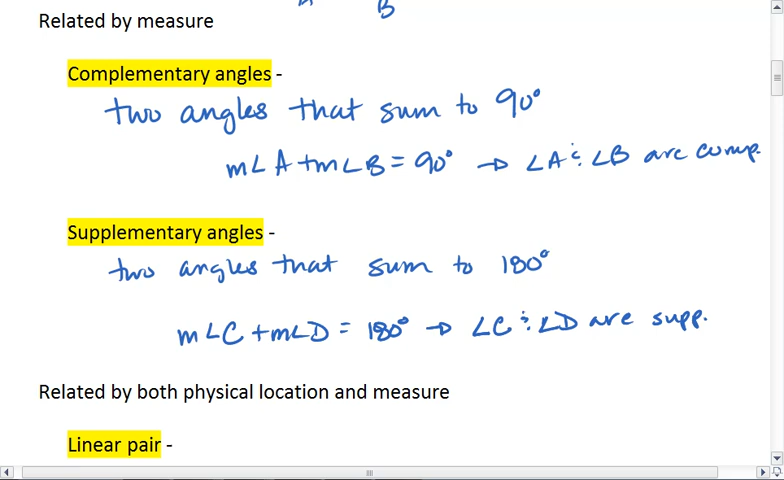 B
Related by measure
Complementary angles -
two angles that sum to 90°
m∠A + m∠B = 90° → ∠A & ∠B are comp.
Supplementary angles -
two angles that sum to 180°
m∠C + m∠D = 180° → ∠C & ∠D are supp.
Related by both physical location and measure
Linear pair -